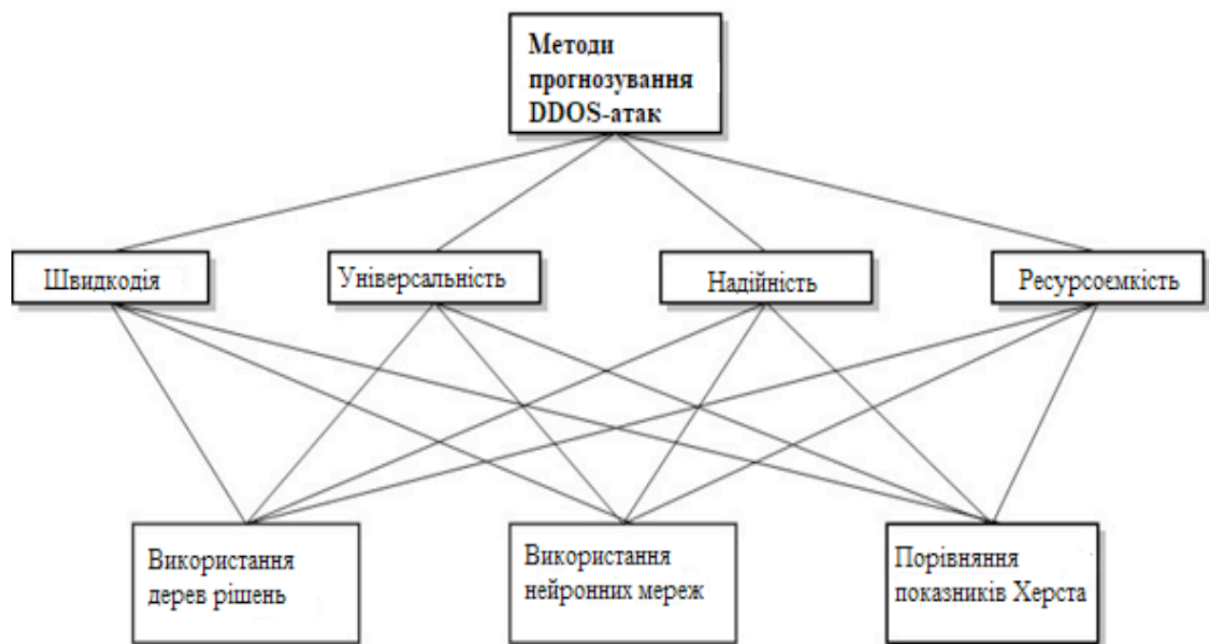 Методи
прогнозування
DDOS-атак
Швидкодія
Універсальність
Надійність
Ресурсоємкість
Використання
дерев рішень
Використання
нейронних мереж
Порівняння
показників Херста